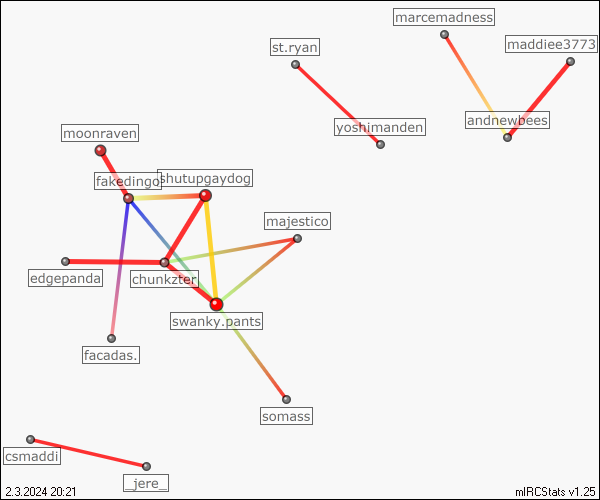 marcemadness
st.ryan
maddiee3773
andnewbees
yoshimanden
moonraven
fakedingo
shutupgaydog
majestico
edgepanda
chunkzter
swanky.pants
facadas.
somass
csmaddi
_jere_
2.3.2024 20:21
mIRCStats v1.25